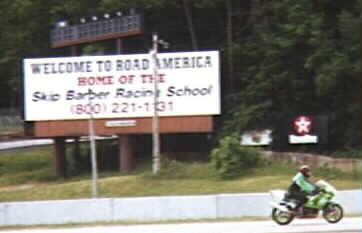 WELCOME TO ROAD AMERICA
HOME OF THE
Skip Barber Racing School
(800) 221-1131